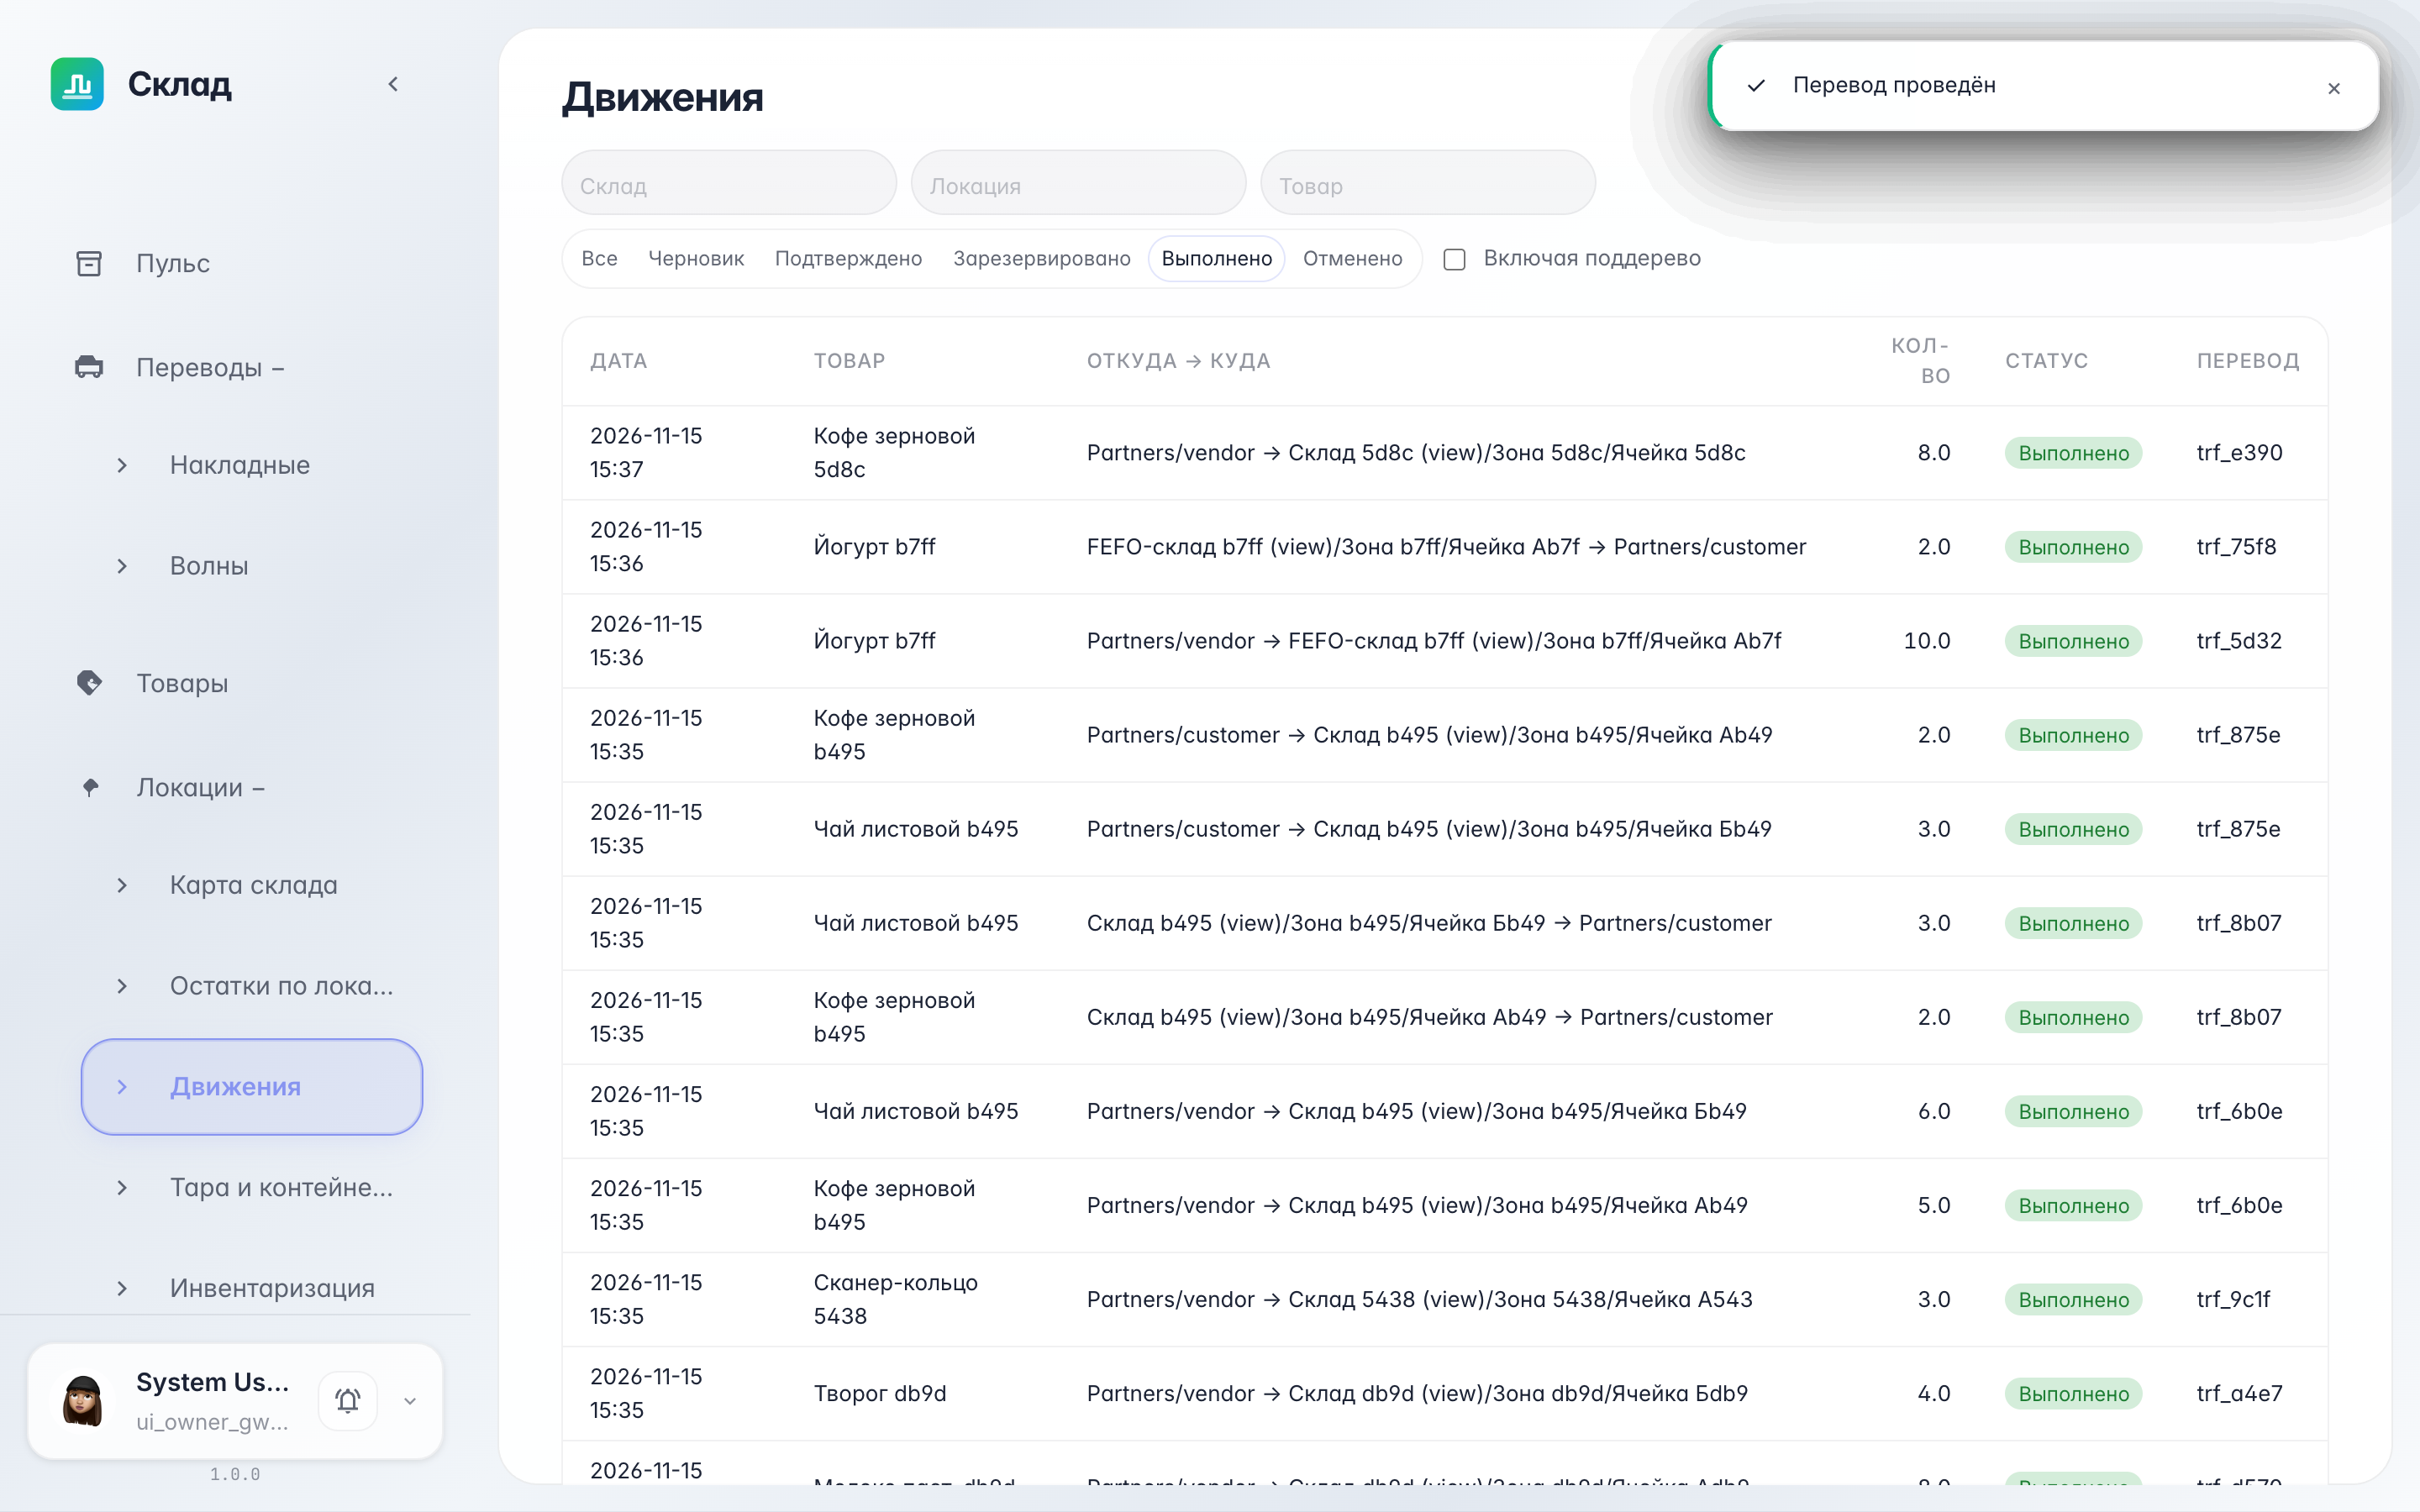 Склад
Пульс
Переводы –
Накладные
Волны
Товары
Локации –
Карта склада
Остатки по лока...
Движения
Тара и контейне...
Инвентаризация
System Us...
ui_owner_gw...
1.0.0
Движения
Перевод проведён
Склад
Локация
Товар
Все Черновик Подтверждено Зарезервировано Выполнено Отменено Включая поддерево
ДАТА ТОВАР ОТКУДА → КУДА КОЛ-ВО СТАТУС ПЕРЕВОД
2026-11-15 15:37 Кофе зерновой 5d8c Partners/vendor → Склад 5d8c (view)/Зона 5d8c/Ячейка 5d8c 8.0 Выполнено trf_e390
2026-11-15 15:36 Йогурт b7ff FEFO-склад b7ff (view)/Зона b7ff/Ячейка Ab7f → Partners/customer 2.0 Выполнено trf_75f8
2026-11-15 15:36 Йогурт b7ff Partners/vendor → FEFO-склад b7ff (view)/Зона b7ff/Ячейка Ab7f 10.0 Выполнено trf_5d32
2026-11-15 15:35 Кофе зерновой b495 Partners/customer → Склад b495 (view)/Зона b495/Ячейка Ab49 2.0 Выполнено trf_875e
2026-11-15 15:35 Чай листовой b495 Partners/customer → Склад b495 (view)/Зона b495/Ячейка Бb49 3.0 Выполнено trf_875e
2026-11-15 15:35 Чай листовой b495 Склад b495 (view)/Зона b495/Ячейка Бb49 → Partners/customer 3.0 Выполнено trf_8b07
2026-11-15 15:35 Кофе зерновой b495 Склад b495 (view)/Зона b495/Ячейка Ab49 → Partners/customer 2.0 Выполнено trf_8b07
2026-11-15 15:35 Чай листовой b495 Partners/vendor → Склад b495 (view)/Зона b495/Ячейка Бb49 6.0 Выполнено trf_6b0e
2026-11-15 15:35 Кофе зерновой b495 Partners/vendor → Склад b495 (view)/Зона b495/Ячейка Ab49 5.0 Выполнено trf_6b0e
2026-11-15 15:35 Сканер-кольцо 5438 Partners/vendor → Склад 5438 (view)/Зона 5438/Ячейка A543 3.0 Выполнено trf_9c1f
2026-11-15 15:35 Творог db9d Partners/vendor → Склад db9d (view)/Зона db9d/Ячейка Бdb9 4.0 Выполнено trf_a4e7
2026-11-15